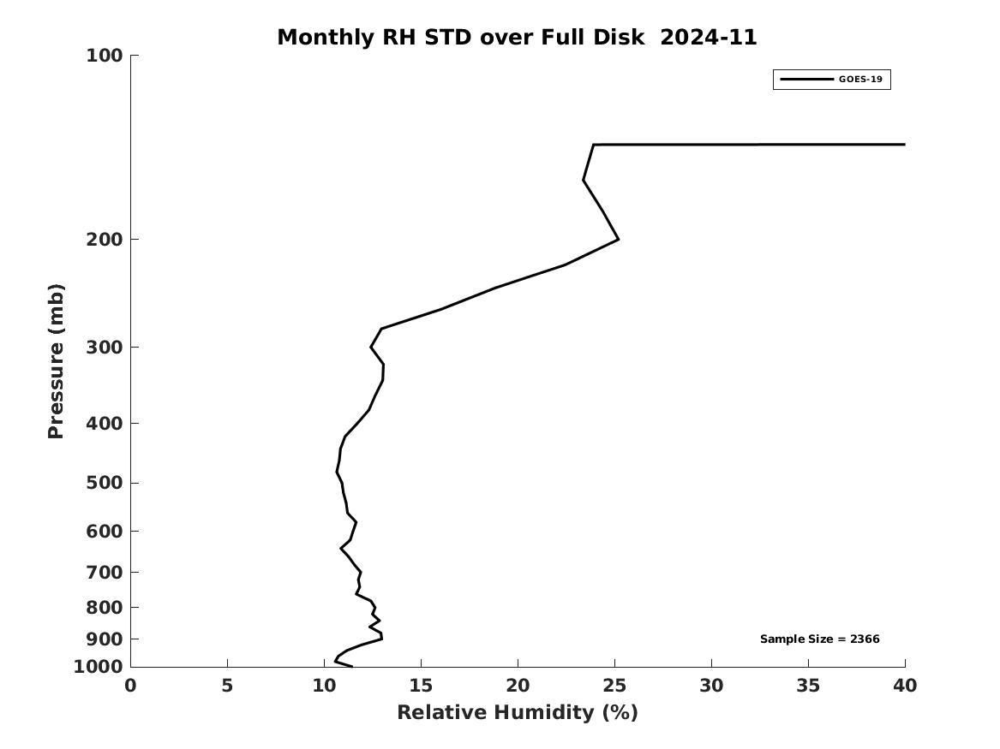 Monthly RH STD over Full Disk  2024-11
GOES-19
100
200
300
400
500
600
700
800
900
1000
Pressure (mb)
Sample Size = 2366
0 5 10 15 20 25 30 35 40
Relative Humidity (%)